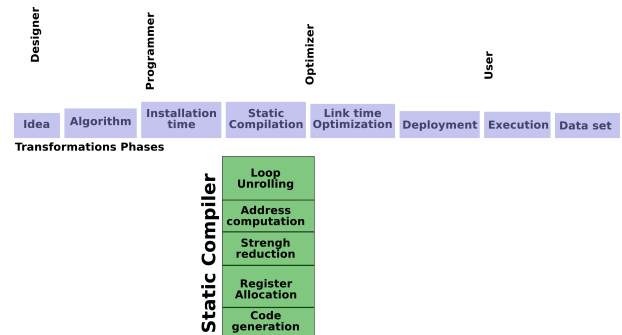 Designer
Programmer
Optimizer
User
Idea
Algorithm
Installation
time
Static
Compilation
Link time
Optimization
Deployment
Execution
Data set
Transformations Phases
Static Compiler
Loop
Unrolling
Address
computation
Strengh
reduction
Register
Allocation
Code
generation